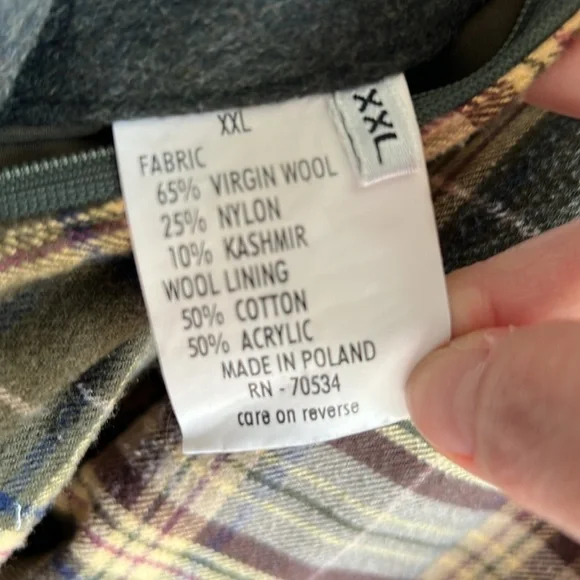 XXL
XXL
FABRIC
65% VIRGIN WOOL
25% NYLON
10% KASHMIR
WOOL LINING
50% COTTON
50% ACRYLIC
MADE IN POLAND
RN - 70534
care on reverse